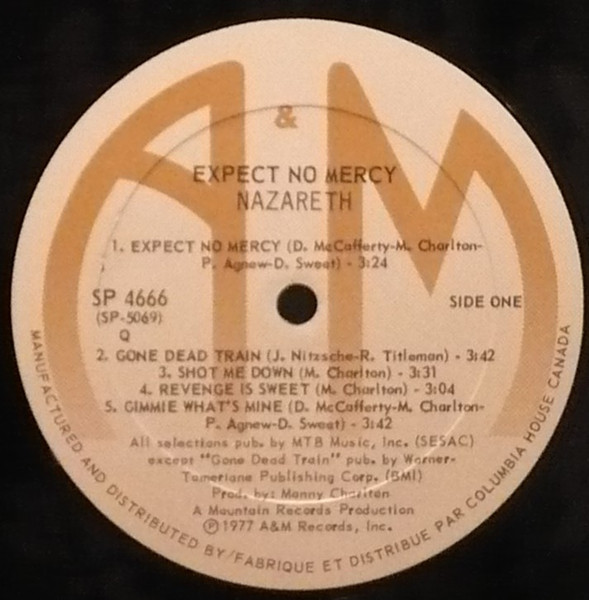 A & M
EXPECT NO MERCY
NAZARETH
1. EXPECT NO MERCY (D. McCafferty-M. Charlton-
P. Agnew-D. Sweet) - 3:24
SP 4666
(SP-5069)
Q
SIDE ONE
2. GONE DEAD TRAIN (J. Nitzsche-R. Titleman) - 3:42
3. SHOT ME DOWN (M. Charlton) - 3:31
4. REVENGE IS SWEET (M. Charlton) - 3:04
5. GIMMIE WHAT'S MINE (D. McCafferty-M. Charlton-
P. Agnew-D. Sweet) - 3:42
All selections pub. by MTB Music, Inc. (SESAC)
except "Gone Dead Train" pub. by Warner-
Tamerlane Publishing Corp. (BMI)
Prod. by: Manny Charlton
A Mountain Records Production
Ⓟ1977 A&M Records, Inc.
MANUFACTURED AND DISTRIBUTED BY/FABRIQUE ET DISTRIBUE PAR COLUMBIA HOUSE CANADA